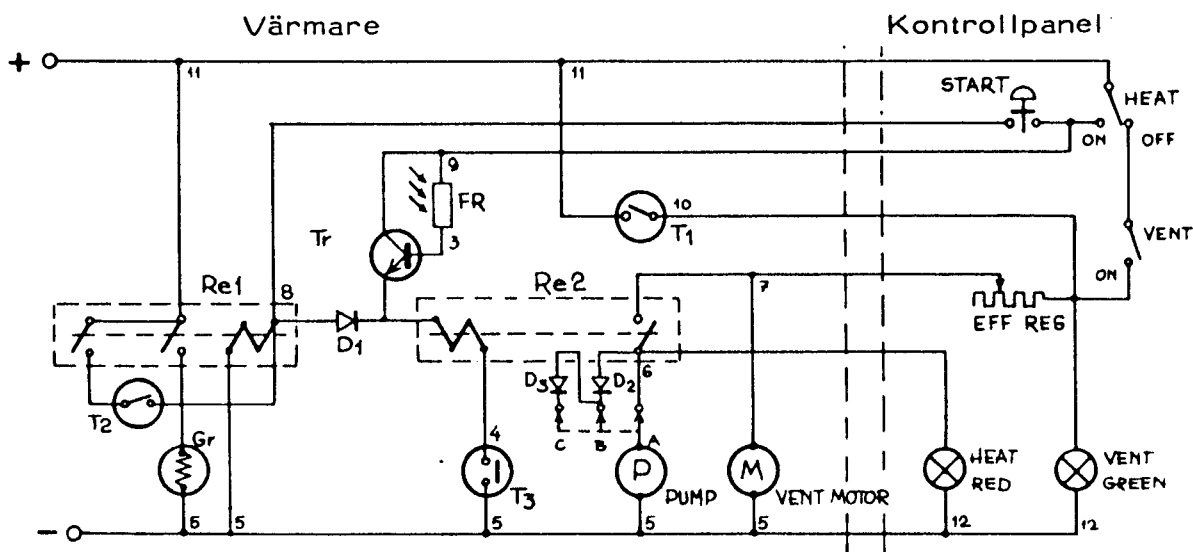 Värmare
Kontrollpanel
+
11
11
START
HEAT
ON
OFF
9
FR
3
Tr
10
T1
VENT
ON
Re1
8
Re2
7
EFF REG
D1
D3
D2
6
T2
C
B
A
Gr
4
T3
P
PUMP
M
VENT MOTOR
HEAT
RED
VENT
GREEN
-
5
5
5
5
5
12
12